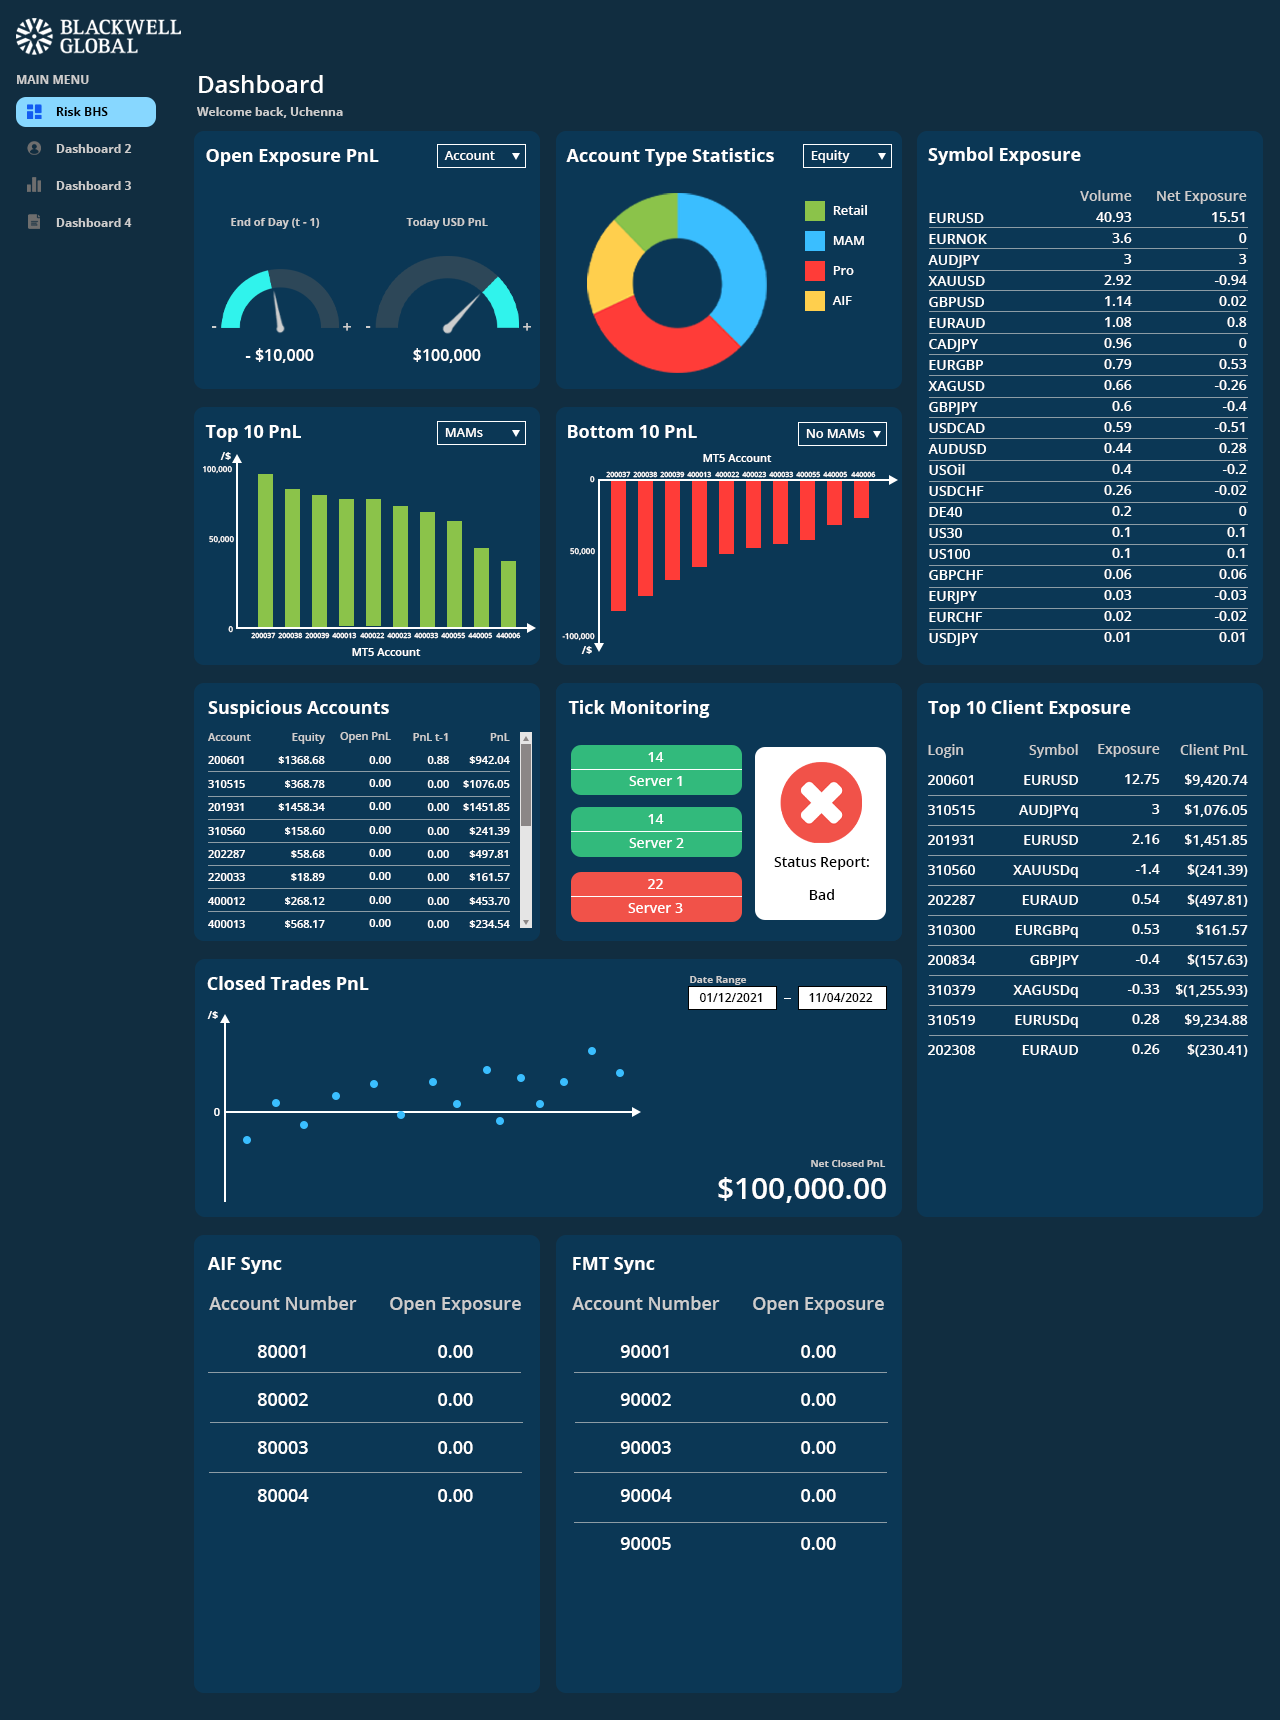 BLACKWELL
GLOBAL
MAIN MENU
Risk BHS
Dashboard 2
Dashboard 3
Dashboard 4
Dashboard
Welcome back, Uchenna
Open Exposure PnL
Account
End of Day (t - 1)
Today USD PnL
- +
- +
- $10,000
$100,000
Account Type Statistics
Equity
Retail
MAM
Pro
AIF
Symbol Exposure
Volume Net Exposure
EURUSD 40.93 15.51
EURNOK 3.6 0
AUDJPY 3 3
XAUUSD 2.92 -0.94
GBPUSD 1.14 0.02
EURAUD 1.08 0.8
CADJPY 0.96 0
EURGBP 0.79 0.53
XAGUSD 0.66 -0.26
GBPJPY 0.6 -0.4
USDCAD 0.59 -0.51
AUDUSD 0.44 0.28
USOil 0.4 -0.2
USDCHF 0.26 -0.02
DE40 0.2 0
US30 0.1 0.1
US100 0.1 0.1
GBPCHF 0.06 0.06
EURJPY 0.03 -0.03
EURCHF 0.02 -0.02
USDJPY 0.01 0.01
Top 10 PnL
MAMs
/$
100,000
50,000
0
200037 200038 200039 400013 400022 400023 400033 400055 440005 440006
MT5 Account
Bottom 10 PnL
No MAMs
MT5 Account
200037 200038 200039 400013 400022 400023 400033 400055 440005 440006
0
50,000
-100,000
/$
Suspicious Accounts
Account Equity Open PnL PnL t-1 PnL
200601 $1368.68 0.00 0.88 $942.04
310515 $368.78 0.00 0.00 $1076.05
201931 $1458.34 0.00 0.00 $1451.85
310560 $158.60 0.00 0.00 $241.39
202287 $58.68 0.00 0.00 $497.81
220033 $18.89 0.00 0.00 $161.57
400012 $268.12 0.00 0.00 $453.70
400013 $568.17 0.00 0.00 $234.54
Tick Monitoring
14
Server 1
14
Server 2
22
Server 3
Status Report:
Bad
Top 10 Client Exposure
Login Symbol Exposure Client PnL
200601 EURUSD 12.75 $9,420.74
310515 AUDJPYq 3 $1,076.05
201931 EURUSD 2.16 $1,451.85
310560 XAUUSDq -1.4 $(241.39)
202287 EURAUD 0.54 $(497.81)
310300 EURGBPq 0.53 $161.57
200834 GBPJPY -0.4 $(157.63)
310379 XAGUSDq -0.33 $(1,255.93)
310519 EURUSDq 0.28 $9,234.88
202308 EURAUD 0.26 $(230.41)
Closed Trades PnL
Date Range
01/12/2021 – 11/04/2022
/$
0
Net Closed PnL
$100,000.00
AIF Sync
Account Number Open Exposure
80001 0.00
80002 0.00
80003 0.00
80004 0.00
FMT Sync
Account Number Open Exposure
90001 0.00
90002 0.00
90003 0.00
90004 0.00
90005 0.00